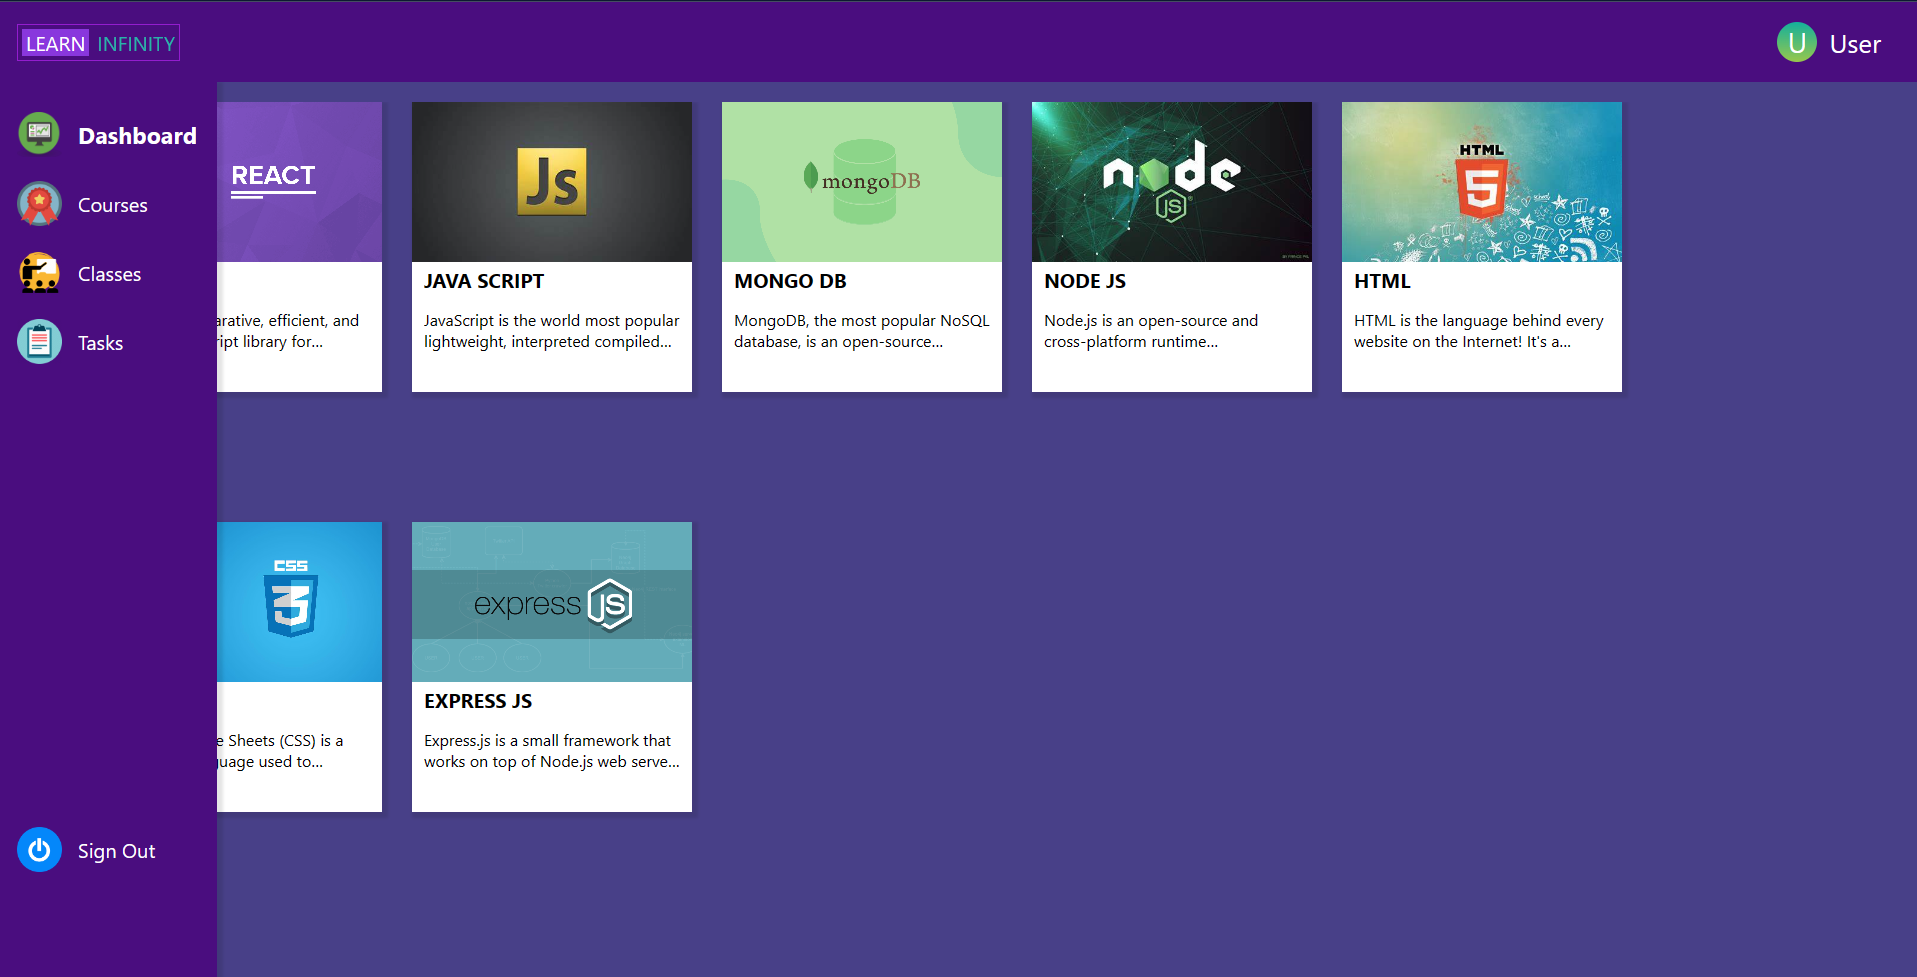 LEARN INFINITY
U User
Dashboard
Courses
Classes
Tasks
Sign Out
REACT
arative, efficient, and
ript library for...
Js
JAVA SCRIPT
JavaScript is the world most popular
lightweight, interpreted compiled...
mongoDB
MONGO DB
MongoDB, the most popular NoSQL
database, is an open-source...
node
JS
NODE JS
Node.js is an open-source and
cross-platform runtime...
HTML
5
HTML
HTML is the language behind every
website on the Internet! It's a...
CSS
3
e Sheets (CSS) is a
guage used to...
express JS
EXPRESS JS
Express.js is a small framework that
works on top of Node.js web serve...